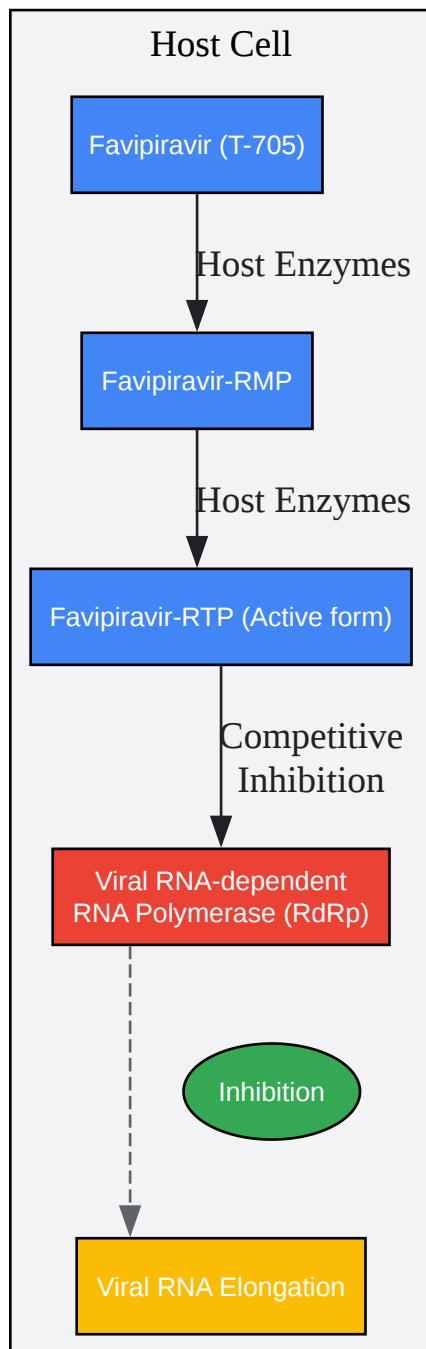 Host Cell
Favipiravir (T-705)
Host Enzymes
Favipiravir-RMP
Host Enzymes
Favipiravir-RTP (Active form)
Competitive
Inhibition
Viral RNA-dependent
RNA Polymerase (RdRp)
Inhibition
Viral RNA Elongation